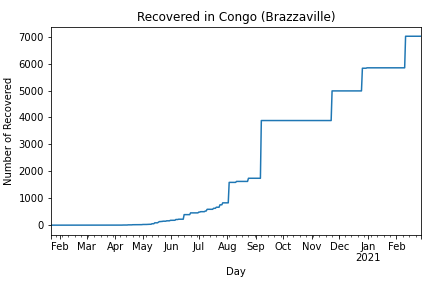 Recovered in Congo (Brazzaville)
7000
6000
5000
4000
3000
2000
1000
0
Number of Recovered
Feb Mar Apr May Jun Jul Aug Sep Oct Nov Dec Jan Feb
2021
Day